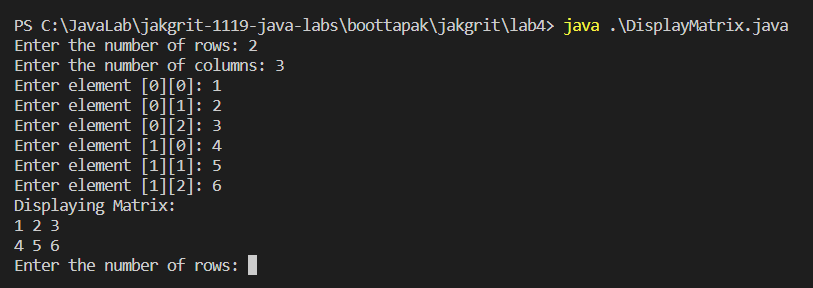 PS C:\JavaLab\jakgrit-1119-java-labs\boottapak\jakgrit\lab4> java .\DisplayMatrix.java
Enter the number of rows: 2
Enter the number of columns: 3
Enter element [0][0]: 1
Enter element [0][1]: 2
Enter element [0][2]: 3
Enter element [1][0]: 4
Enter element [1][1]: 5
Enter element [1][2]: 6
Displaying Matrix:
1 2 3
4 5 6
Enter the number of rows: